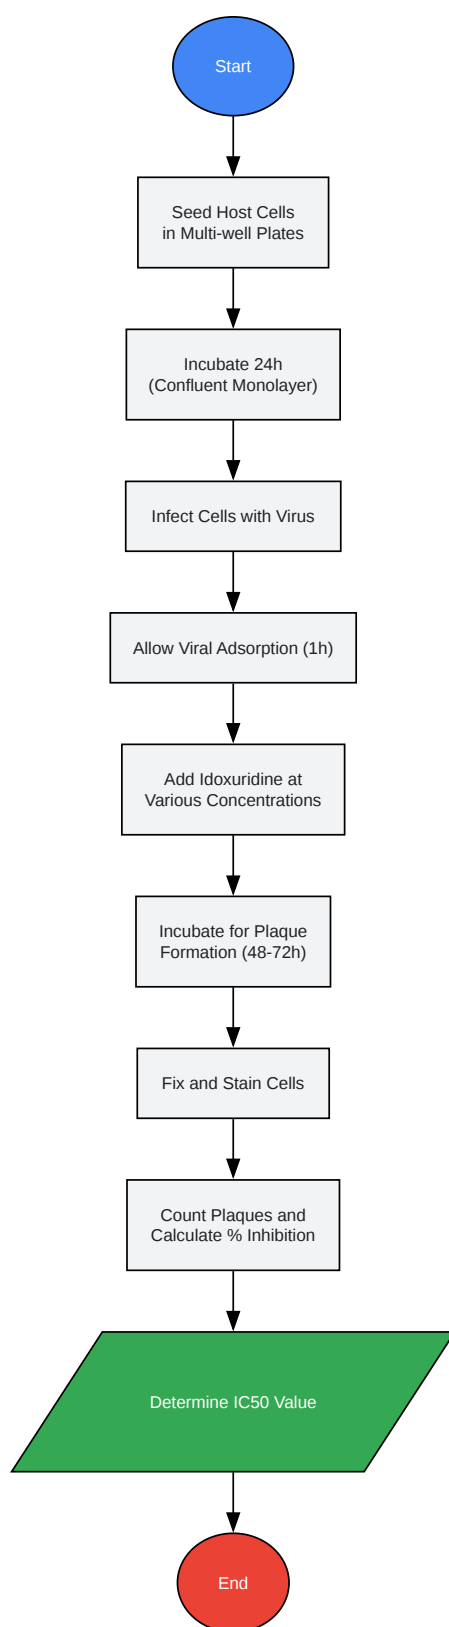 Start
Seed Host Cells
in Multi-well Plates
Incubate 24h
(Confluent Monolayer)
Infect Cells with Virus
Allow Viral Adsorption (1h)
Add Idoxuridine at
Various Concentrations
Incubate for Plaque
Formation (48-72h)
Fix and Stain Cells
Count Plaques and
Calculate % Inhibition
Determine IC50 Value
End